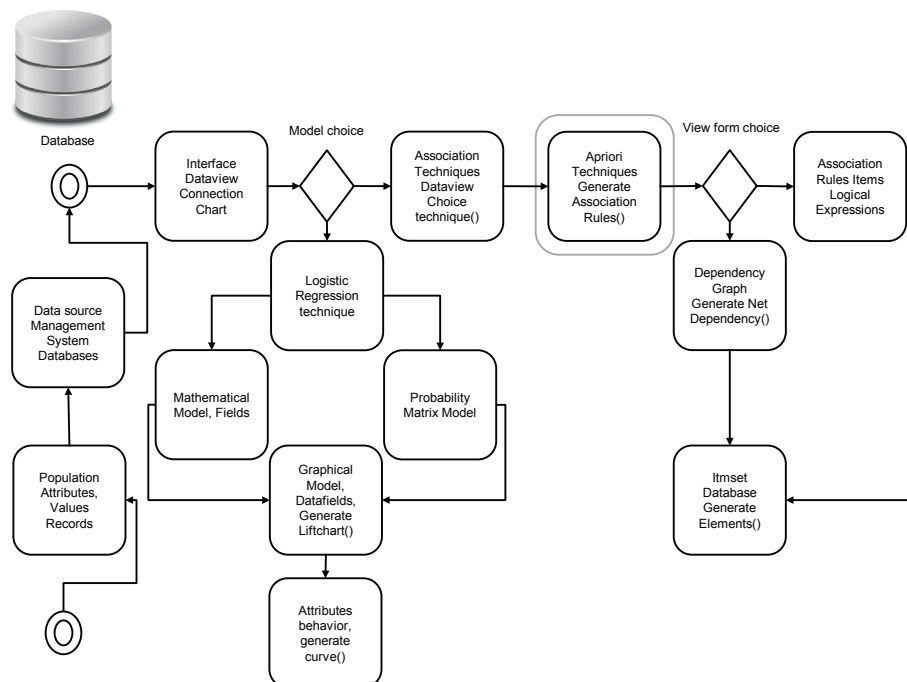 Database
Model choice
View form choice
Interface
Dataview
Connection
Chart
Association
Techniques
Dataview
Choice
technique()
Apriori
Techniques
Generate
Association
Rules()
Association
Rules Items
Logical
Expressions
Data source
Management
System
Databases
Logistic
Regression
technique
Dependency
Graph
Generate Net
Dependency()
Mathematical
Model, Fields
Probability
Matrix Model
Population
Attributes,
Values
Records
Graphical
Model,
Datafields,
Generate
Liftchart()
Itmset
Database
Generate
Elements()
Attributes
behavior,
generate
curve()